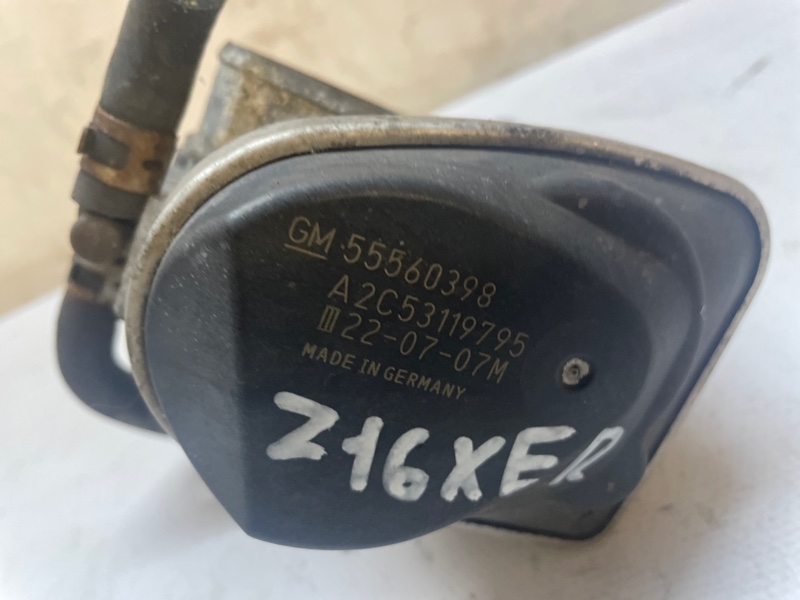 GM 55560398
A2C53119795
III 22-07-07M
MADE IN GERMANY
Z16XER